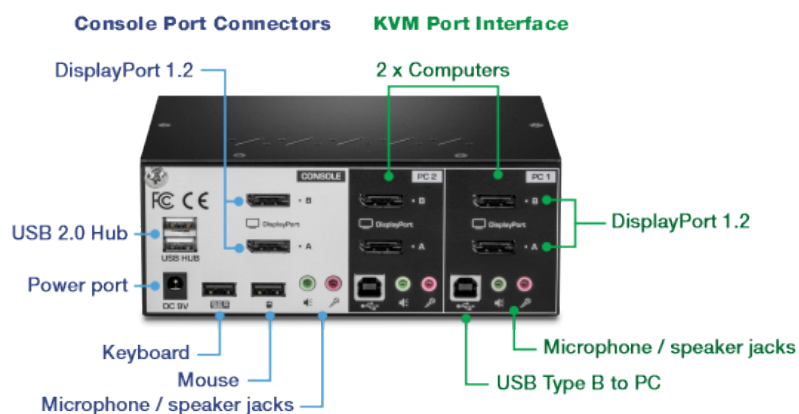 Console Port Connectors
KVM Port Interface
DisplayPort 1.2
2 x Computers
CONSOLE
PC 2
PC 1
FC CE
B
B
B
DisplayPort
DisplayPort
DisplayPort
DisplayPort 1.2
USB 2.0 Hub
A
A
A
USB HUB
Power port
DC 9V
Keyboard
Microphone / speaker jacks
Mouse
USB Type B to PC
Microphone / speaker jacks